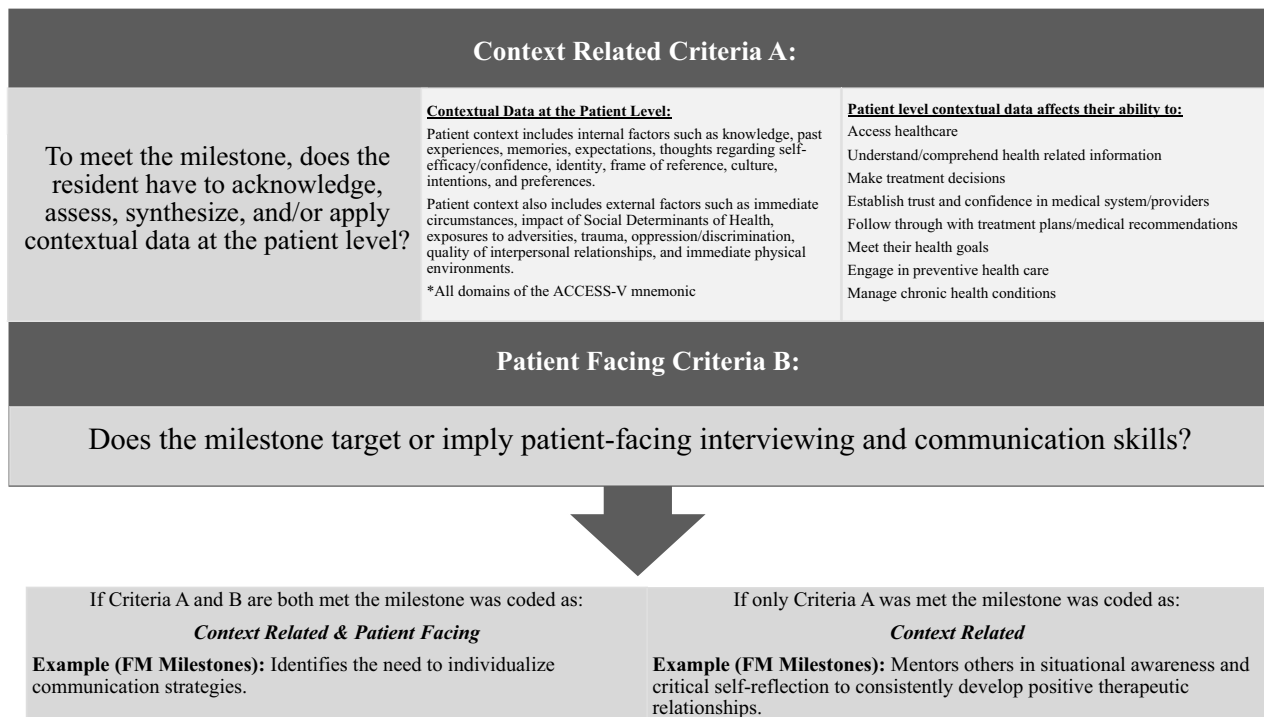 Context Related Criteria A:
To meet the milestone, does the
resident have to acknowledge,
assess, synthesize, and/or apply
contextual data at the patient level?
Contextual Data at the Patient Level:
Patient context includes internal factors such as knowledge, past
experiences, memories, expectations, thoughts regarding self-
efficacy/confidence, identity, frame of reference, culture,
intentions, and preferences.
Patient context also includes external factors such as immediate
circumstances, impact of Social Determinants of Health,
exposures to adversities, trauma, oppression/discrimination,
quality of interpersonal relationships, and immediate physical
environments.
*All domains of the ACCESS-V mnemonic
Patient level contextual data affects their ability to:
Access healthcare
Understand/comprehend health related information
Make treatment decisions
Establish trust and confidence in medical system/providers
Follow through with treatment plans/medical recommendations
Meet their health goals
Engage in preventive health care
Manage chronic health conditions
Patient Facing Criteria B:
Does the milestone target or imply patient-facing interviewing and communication skills?
If Criteria A and B are both met the milestone was coded as:
Context Related & Patient Facing
Example (FM Milestones): Identifies the need to individualize
communication strategies.
If only Criteria A was met the milestone was coded as:
Context Related
Example (FM Milestones): Mentors others in situational awareness and
critical self-reflection to consistently develop positive therapeutic
relationships.